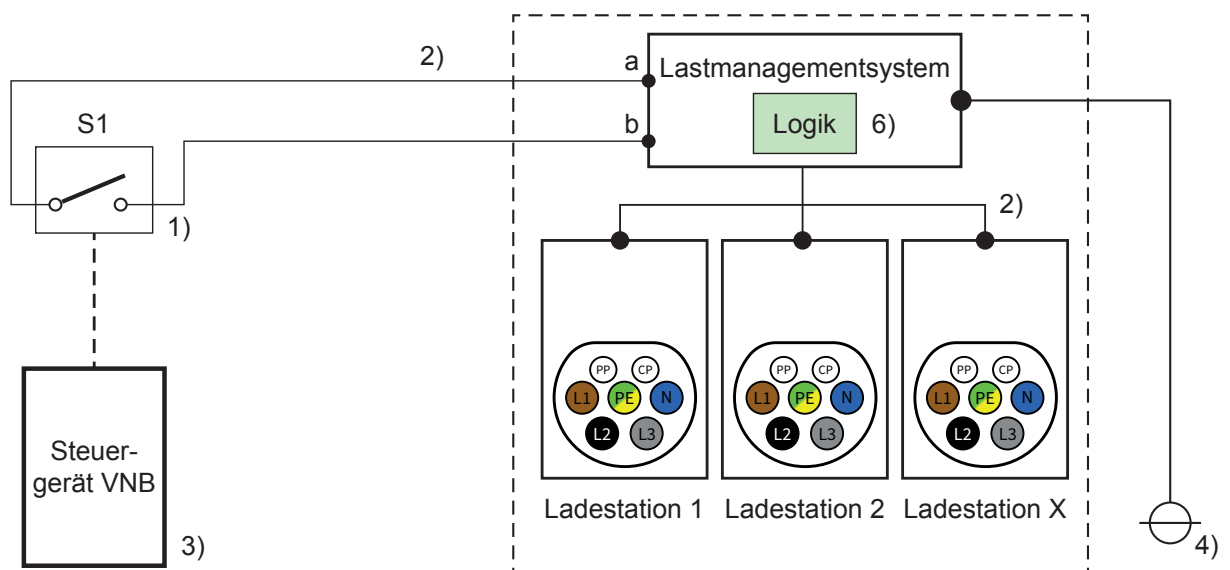 2)
a
Lastmanagementsystem
S1
b
Logik
6)
1)
2)
PP CP
L1 PE N
L2 L3
PP CP
L1 PE N
L2 L3
PP CP
L1 PE N
L2 L3
Steuer-
gerät VNB
3)
Ladestation 1
Ladestation 2
Ladestation X
4)